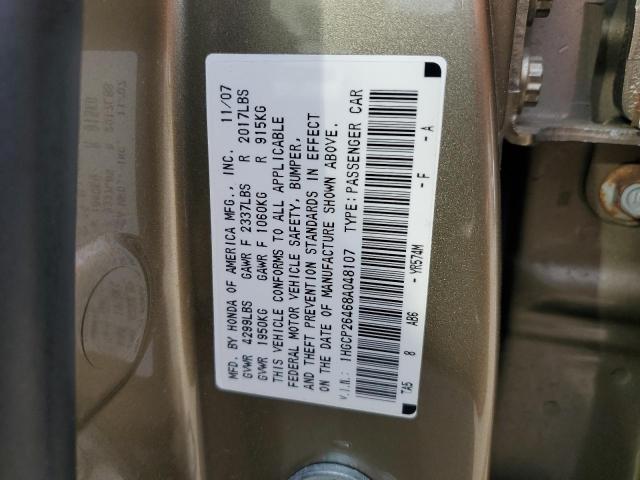 MFD. BY HONDA OF AMERICA MFG., INC. 11/07
GVWR 4299LBS GAWR F 2337LBS R 2017LBS
GVWR 1950KG GAWR F 1060KG R 915KG
THIS VEHICLE CONFORMS TO ALL APPLICABLE
FEDERAL MOTOR VEHICLE SAFETY, BUMPER,
AND THEFT PREVENTION STANDARDS IN EFFECT
ON THE DATE OF MANUFACTURE SHOWN ABOVE.
V.I.N.: 1HGCP26468A048107 TYPE: PASSENGER CAR
TA5 8 AB6 - YR574M - F - A